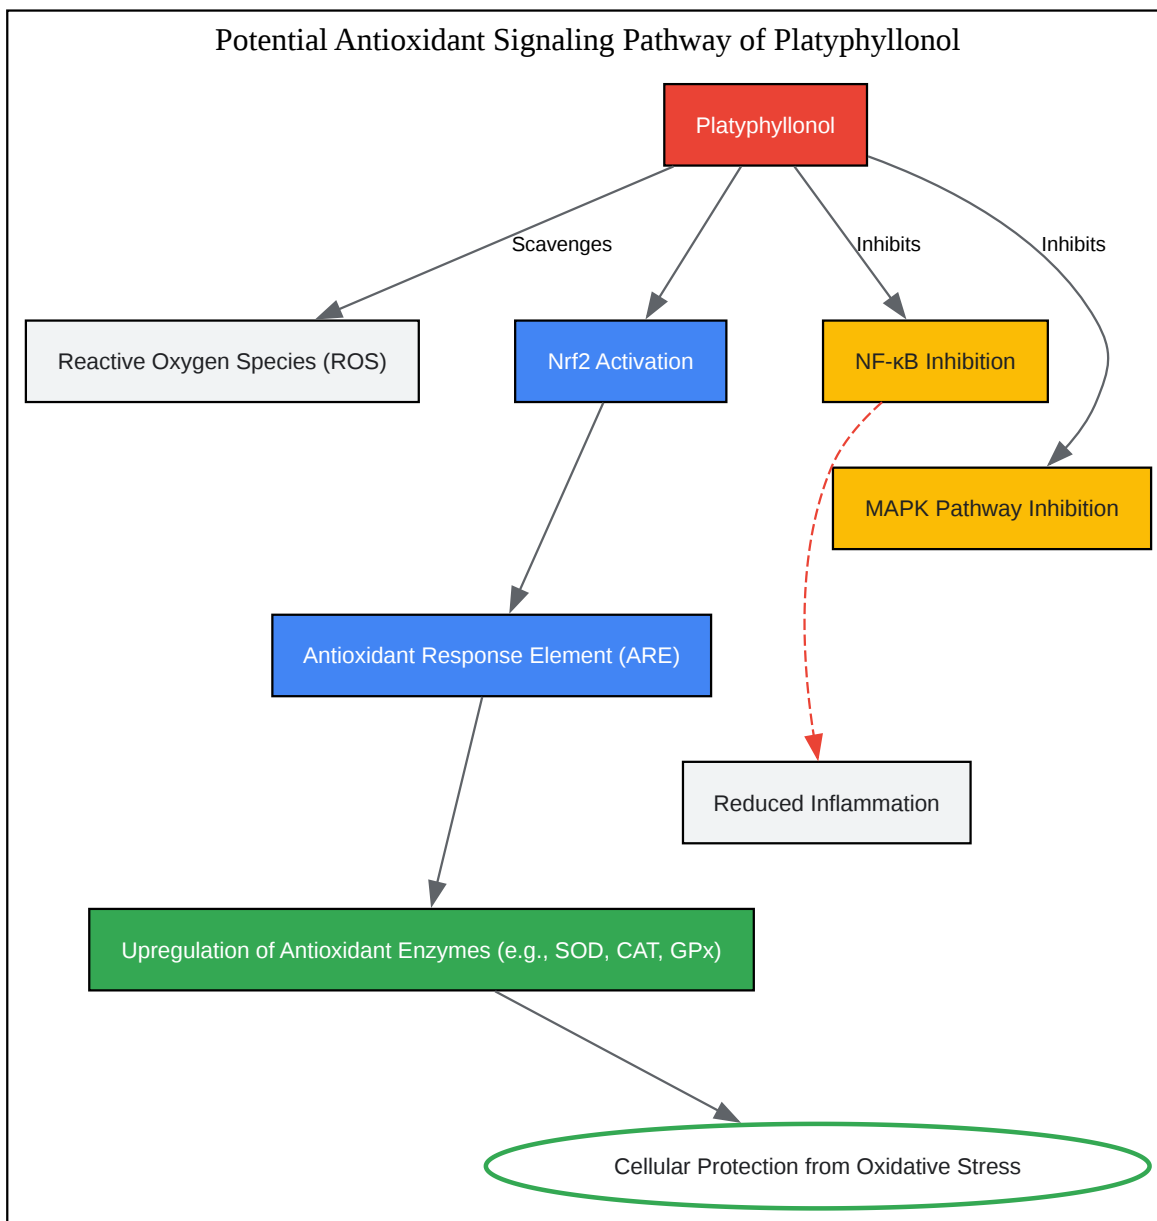 Potential Antioxidant Signaling Pathway of Platyphyllonol
Platyphyllonol
Scavenges
Inhibits
Inhibits
Reactive Oxygen Species (ROS)
Nrf2 Activation
NF-κB Inhibition
MAPK Pathway Inhibition
Antioxidant Response Element (ARE)
Reduced Inflammation
Upregulation of Antioxidant Enzymes (e.g., SOD, CAT, GPx)
Cellular Protection from Oxidative Stress